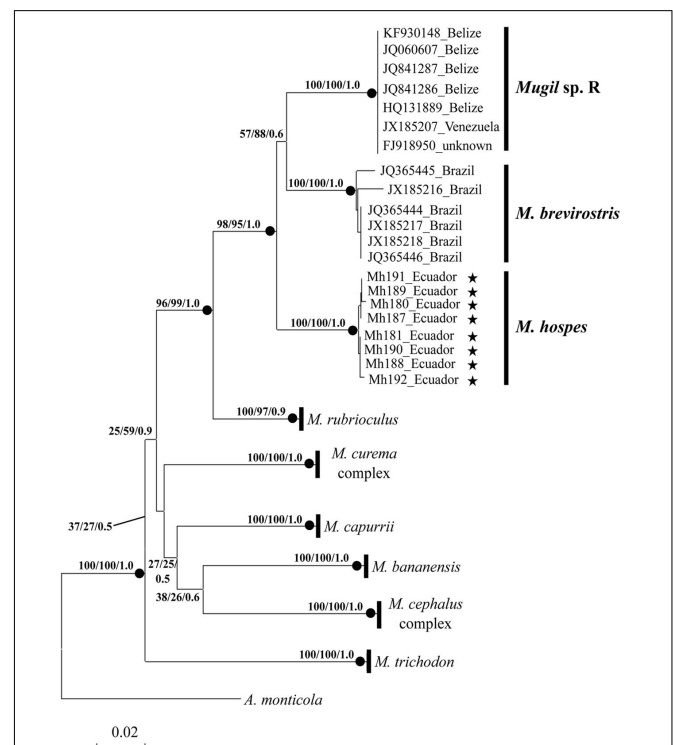 KF930148_Belize
JQ060607_Belize
JQ841287_Belize
JQ841286_Belize
HQ131889_Belize
JX185207_Venezuela
FJ918950_unknown
100/100/1.0
Mugil sp. R
57/88/0.6
JQ365445_Brazil
JX185216_Brazil
JQ365444_Brazil
JX185217_Brazil
JX185218_Brazil
JQ365446_Brazil
100/100/1.0
M. brevirostris
98/95/1.0
Mh191_Ecuador ★
Mh189_Ecuador ★
Mh180_Ecuador ★
Mh187_Ecuador ★
Mh181_Ecuador ★
Mh190_Ecuador ★
Mh188_Ecuador ★
Mh192_Ecuador ★
100/100/1.0
M. hospes
96/99/1.0
100/97/0.9
M. rubrioculus
25/59/0.9
100/100/1.0
M. curema
complex
37/27/0.5
100/100/1.0
M. capurrii
27/25/
0.5
100/100/1.0
M. bananensis
38/26/0.6
100/100/1.0
M. cephalus
complex
100/100/1.0
100/100/1.0
M. trichodon
A. monticola
0.02